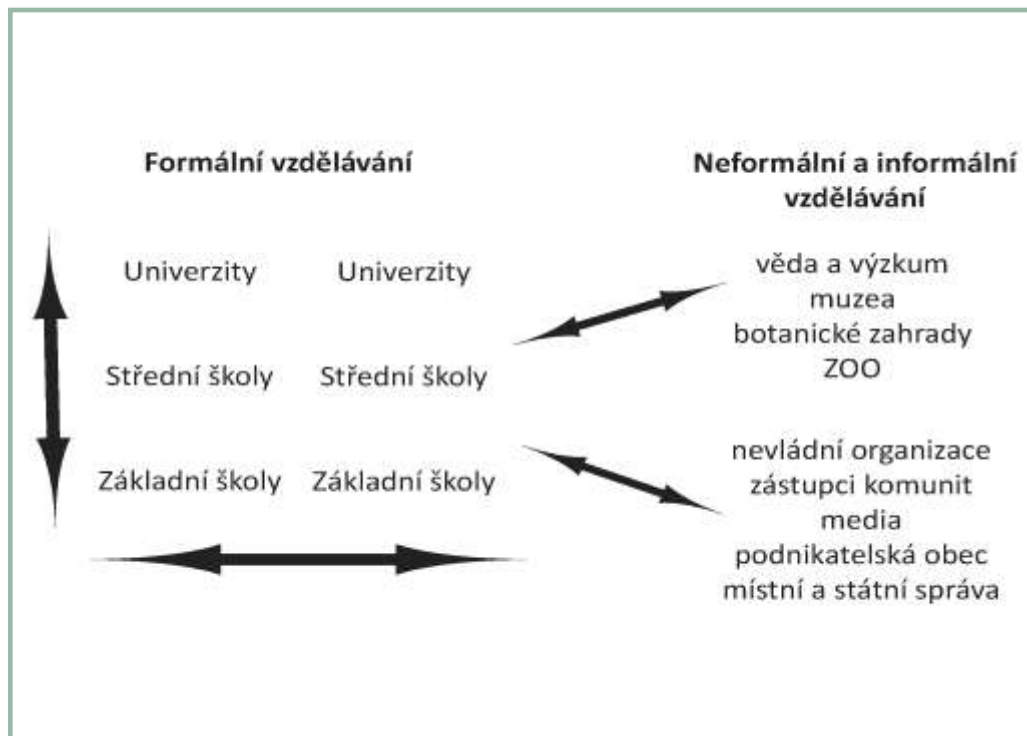 Formální vzdělávání
Neformální a informální
vzdělávání
Univerzity Univerzity
Střední školy Střední školy
Základní školy Základní školy
věda a výzkum
muzea
botanické zahrady
ZOO
nevládní organizace
zástupci komunit
media
podnikatelská obec
místní a státní správa